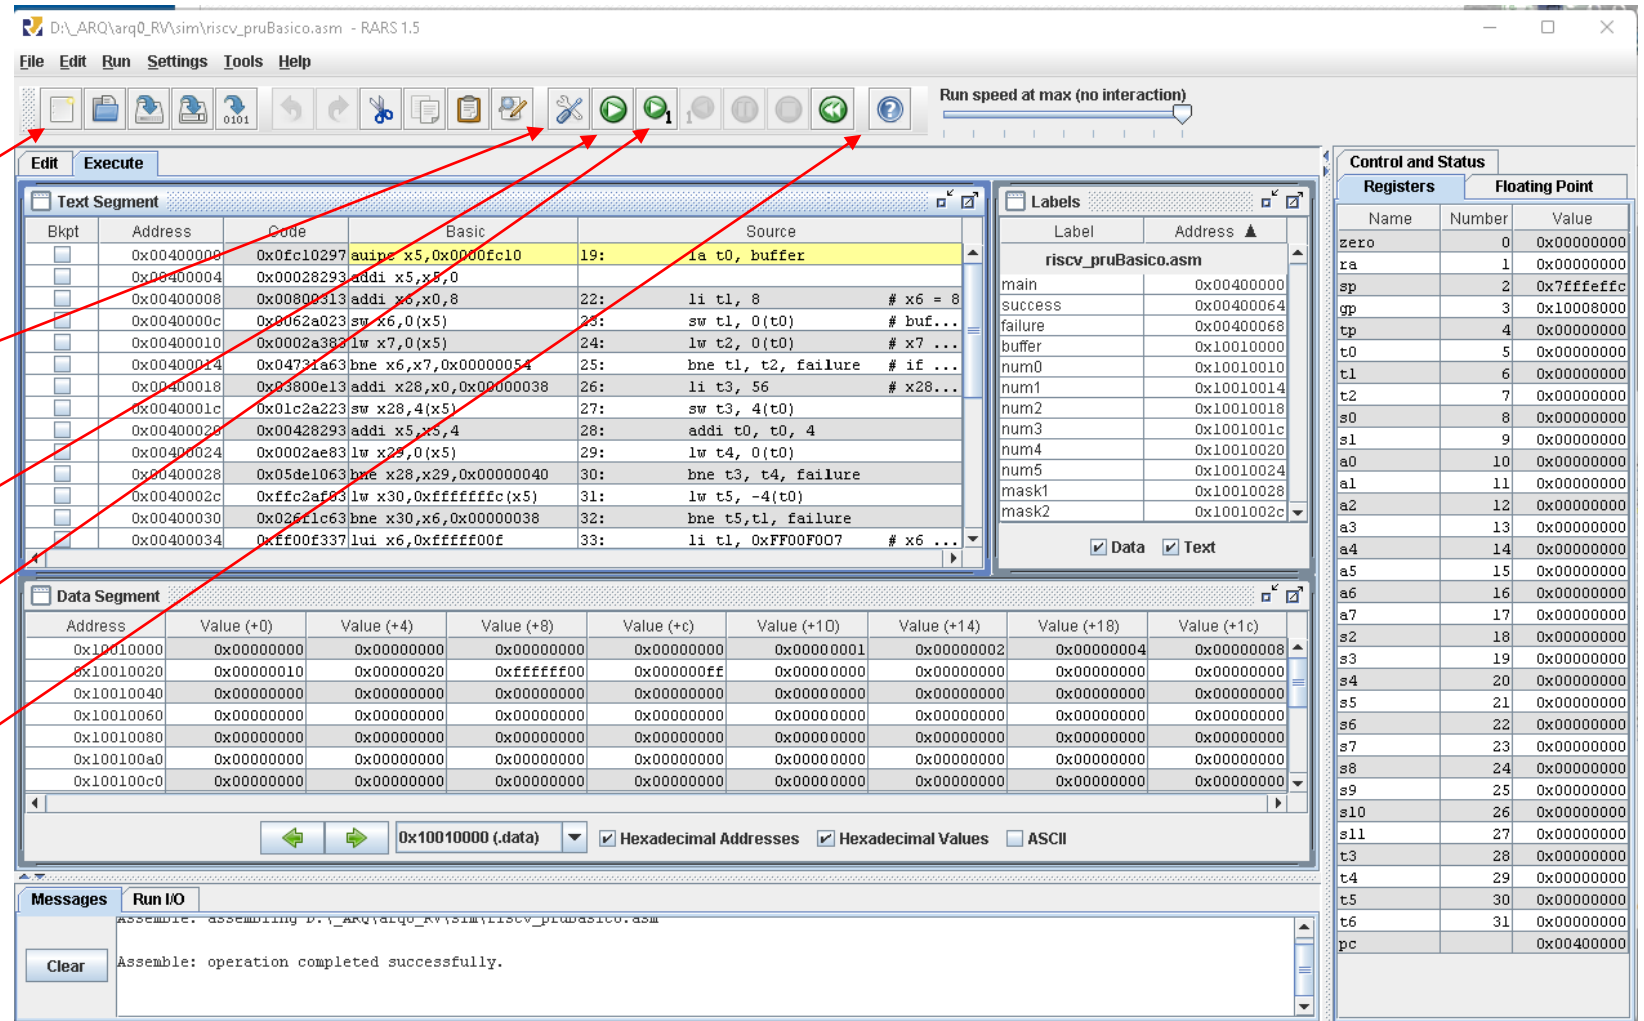 D:\_ARQ\arq0_RV\sim\riscv_pruBasico.asm - RARS 1.5
File Edit Run Settings Tools Help
0101
1
1
Run speed at max (no interaction)
Edit Execute
Text Segment
Bkpt Address Code Basic Source
0x00400000 0x0fc10297 auipc x5,0x0000fc10 19: la t0, buffer
0x00400004 0x00028293 addi x5,x5,0
0x00400008 0x00800313 addi x6,x0,8 22: li t1, 8 # x6 = 8
0x0040000c 0x0062a023 sw x6,0(x5) 23: sw t1, 0(t0) # buf...
0x00400010 0x0002a383 lw x7,0(x5) 24: lw t2, 0(t0) # x7 ...
0x00400014 0x04731a63 bne x6,x7,0x00000054 25: bne t1, t2, failure # if ...
0x00400018 0x03800e13 addi x28,x0,0x00000038 26: li t3, 56 # x28...
0x0040001c 0x01c2a223 sw x28,4(x5) 27: sw t3, 4(t0)
0x00400020 0x00428293 addi x5,x5,4 28: addi t0, t0, 4
0x00400024 0x0002ae83 lw x29,0(x5) 29: lw t4, 0(t0)
0x00400028 0x05de1063 bne x28,x29,0x00000040 30: bne t3, t4, failure
0x0040002c 0xffc2af03 lw x30,0xfffffffc(x5) 31: lw t5, -4(t0)
0x00400030 0x026f1c63 bne x30,x6,0x00000038 32: bne t5,t1, failure
0x00400034 0xff00f337 lui x6,0xfffff00f 33: li t1, 0xFF00F007 # x6 ...
Labels
Label Address ▲
riscv_pruBasico.asm
main 0x00400000
success 0x00400064
failure 0x00400068
buffer 0x10010000
num0 0x10010010
num1 0x10010014
num2 0x10010018
num3 0x1001001c
num4 0x10010020
num5 0x10010024
mask1 0x10010028
mask2 0x1001002c
Data Text
Data Segment
Address Value (+0) Value (+4) Value (+8) Value (+c) Value (+10) Value (+14) Value (+18) Value (+1c)
0x10010000 0x00000000 0x00000000 0x00000000 0x00000000 0x00000001 0x00000002 0x00000004 0x00000008
0x10010020 0x00000010 0x00000020 0xffffff00 0x000000ff 0x00000000 0x00000000 0x00000000 0x00000000
0x10010040 0x00000000 0x00000000 0x00000000 0x00000000 0x00000000 0x00000000 0x00000000 0x00000000
0x10010060 0x00000000 0x00000000 0x00000000 0x00000000 0x00000000 0x00000000 0x00000000 0x00000000
0x10010080 0x00000000 0x00000000 0x00000000 0x00000000 0x00000000 0x00000000 0x00000000 0x00000000
0x100100a0 0x00000000 0x00000000 0x00000000 0x00000000 0x00000000 0x00000000 0x00000000 0x00000000
0x100100c0 0x00000000 0x00000000 0x00000000 0x00000000 0x00000000 0x00000000 0x00000000 0x00000000
0x10010000 (.data) Hexadecimal Addresses Hexadecimal Values ASCII
Messages Run I/O
Assemble: assembling D:\_ARQ\arq0_RV\sim\riscv_pruBasico.asm
Assemble: operation completed successfully.
Clear
Control and Status
Registers Floating Point
Name Number Value
zero 0 0x00000000
ra 1 0x00000000
sp 2 0x7fffeffc
gp 3 0x10008000
tp 4 0x00000000
t0 5 0x00000000
t1 6 0x00000000
t2 7 0x00000000
s0 8 0x00000000
s1 9 0x00000000
a0 10 0x00000000
a1 11 0x00000000
a2 12 0x00000000
a3 13 0x00000000
a4 14 0x00000000
a5 15 0x00000000
a6 16 0x00000000
a7 17 0x00000000
s2 18 0x00000000
s3 19 0x00000000
s4 20 0x00000000
s5 21 0x00000000
s6 22 0x00000000
s7 23 0x00000000
s8 24 0x00000000
s9 25 0x00000000
s10 26 0x00000000
s11 27 0x00000000
t3 28 0x00000000
t4 29 0x00000000
t5 30 0x00000000
t6 31 0x00000000
pc 0x00400000